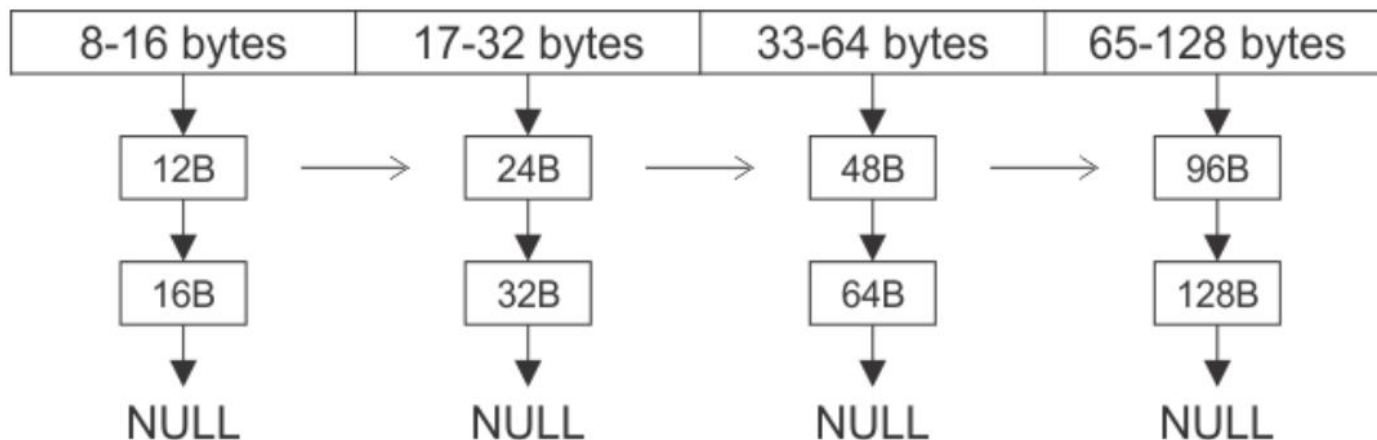 8-16 bytes 17-32 bytes 33-64 bytes 65-128 bytes
12B 24B 48B 96B
16B 32B 64B 128B
NULL NULL NULL NULL